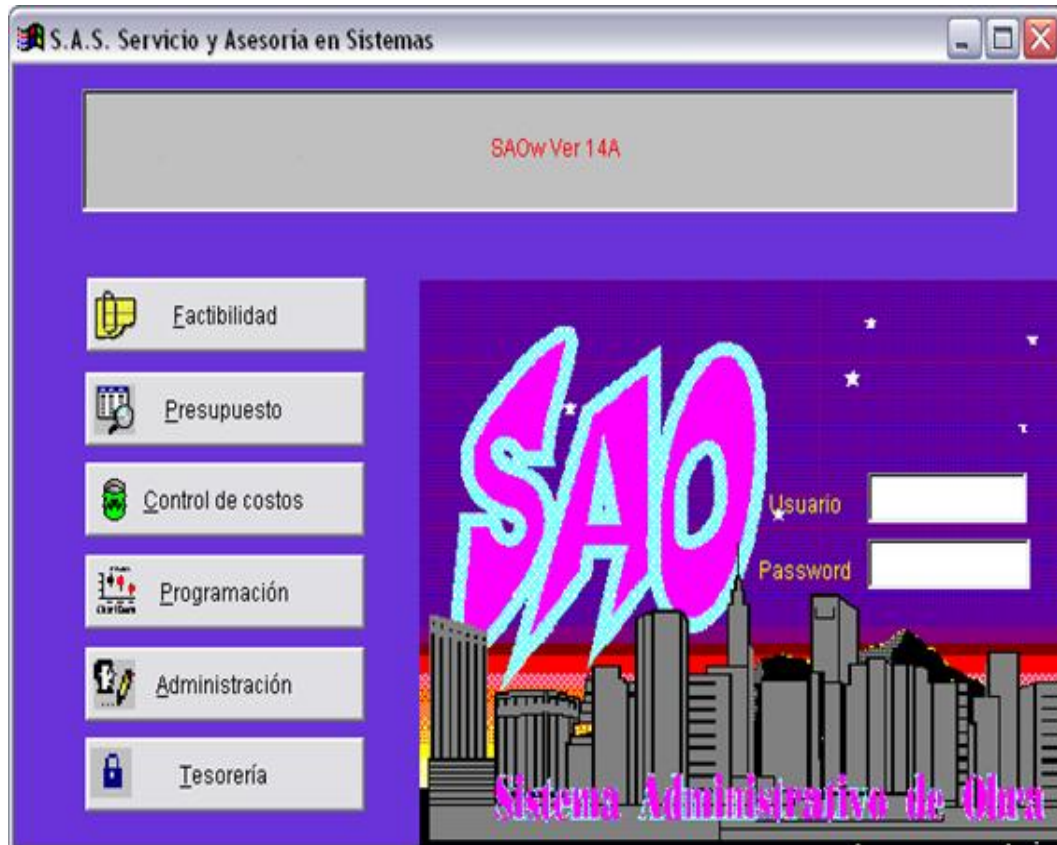 S.A.S. Servicio y Asesoría en Sistemas
SAOw Ver 14A
Factibilidad
Presupuesto
Control de costos
Programación
Administración
Tesorería
SAO
Usuario
Password
Sistema Administrativo de Obra